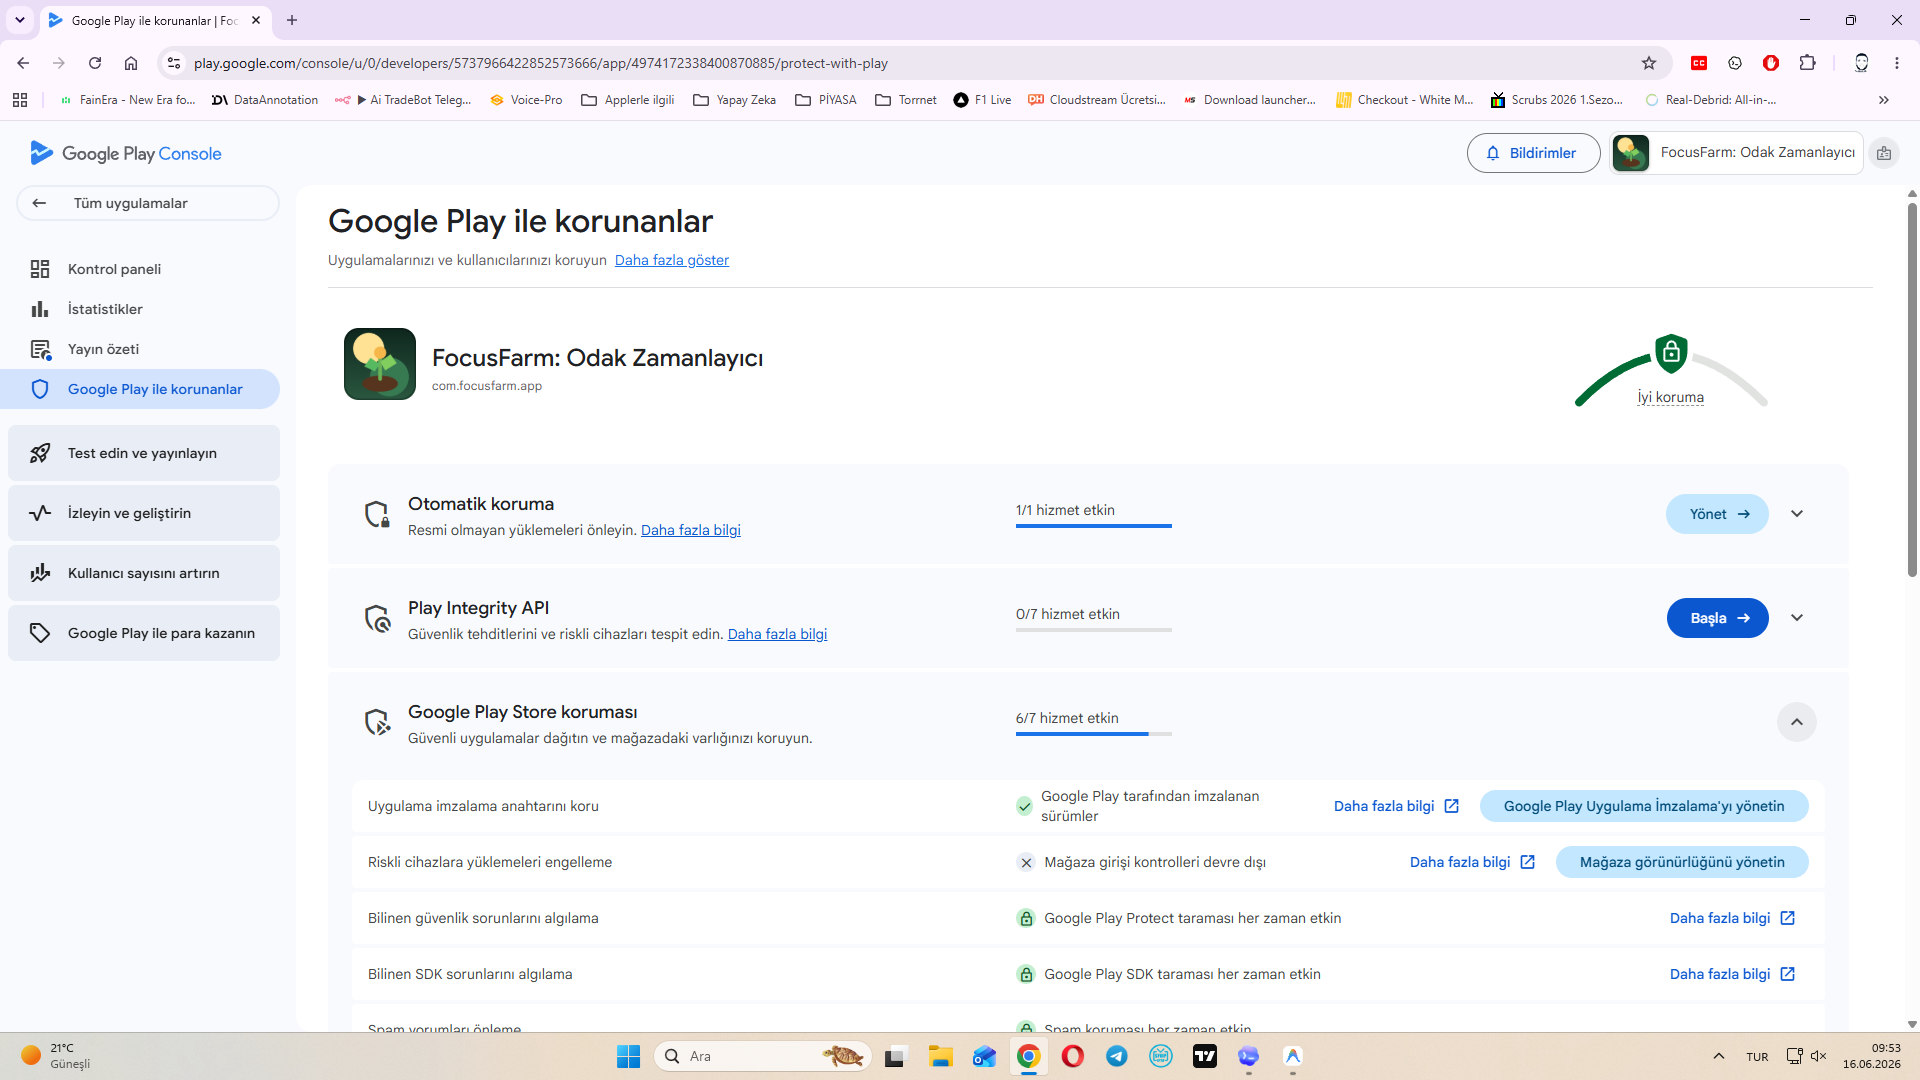 Google Play ile korunanlar | Foc
play.google.com/console/u/0/developers/5737966422852573666/app/4974172338400870885/protect-with-play
FainEra - New Era fo...
DataAnnotation
Ai TradeBot Teleg...
Voice-Pro
Applerle ilgili
Yapay Zeka
PİYASA
Torrnet
F1 Live
Cloudstream Ücretsi...
Download launcher...
Checkout - White M...
Scrubs 2026 1.Sezo...
Real-Debrid: All-in-...
Google Play Console
Bildirimler
FocusFarm: Odak Zamanlayıcı
Tüm uygulamalar
Kontrol paneli
İstatistikler
Yayın özeti
Google Play ile korunanlar
Test edin ve yayınlayın
İzleyin ve geliştirin
Kullanıcı sayısını artırın
Google Play ile para kazanın
Google Play ile korunanlar
Uygulamalarınızı ve kullanıcılarınızı koruyun Daha fazla göster
FocusFarm: Odak Zamanlayıcı
com.focusfarm.app
İyi koruma
Otomatik koruma
Resmi olmayan yüklemeleri önleyin. Daha fazla bilgi
1/1 hizmet etkin
Yönet
Play Integrity API
Güvenlik tehditlerini ve riskli cihazları tespit edin. Daha fazla bilgi
0/7 hizmet etkin
Başla
Google Play Store koruması
Güvenli uygulamalar dağıtın ve mağazadaki varlığınızı koruyun.
6/7 hizmet etkin
Uygulama imzalama anahtarını koru
Google Play tarafından imzalanan
sürümler
Daha fazla bilgi
Google Play Uygulama İmzalama'yı yönetin
Riskli cihazlara yüklemeleri engelleme
Mağaza girişi kontrolleri devre dışı
Daha fazla bilgi
Mağaza görünürlüğünü yönetin
Bilinen güvenlik sorunlarını algılama
Google Play Protect taraması her zaman etkin
Daha fazla bilgi
Bilinen SDK sorunlarını algılama
Google Play SDK taraması her zaman etkin
Daha fazla bilgi
Spam yorumları önleme
Spam koruması her zaman etkin
21°C
Güneşli
Ara
TUR
09:53
16.06.2026